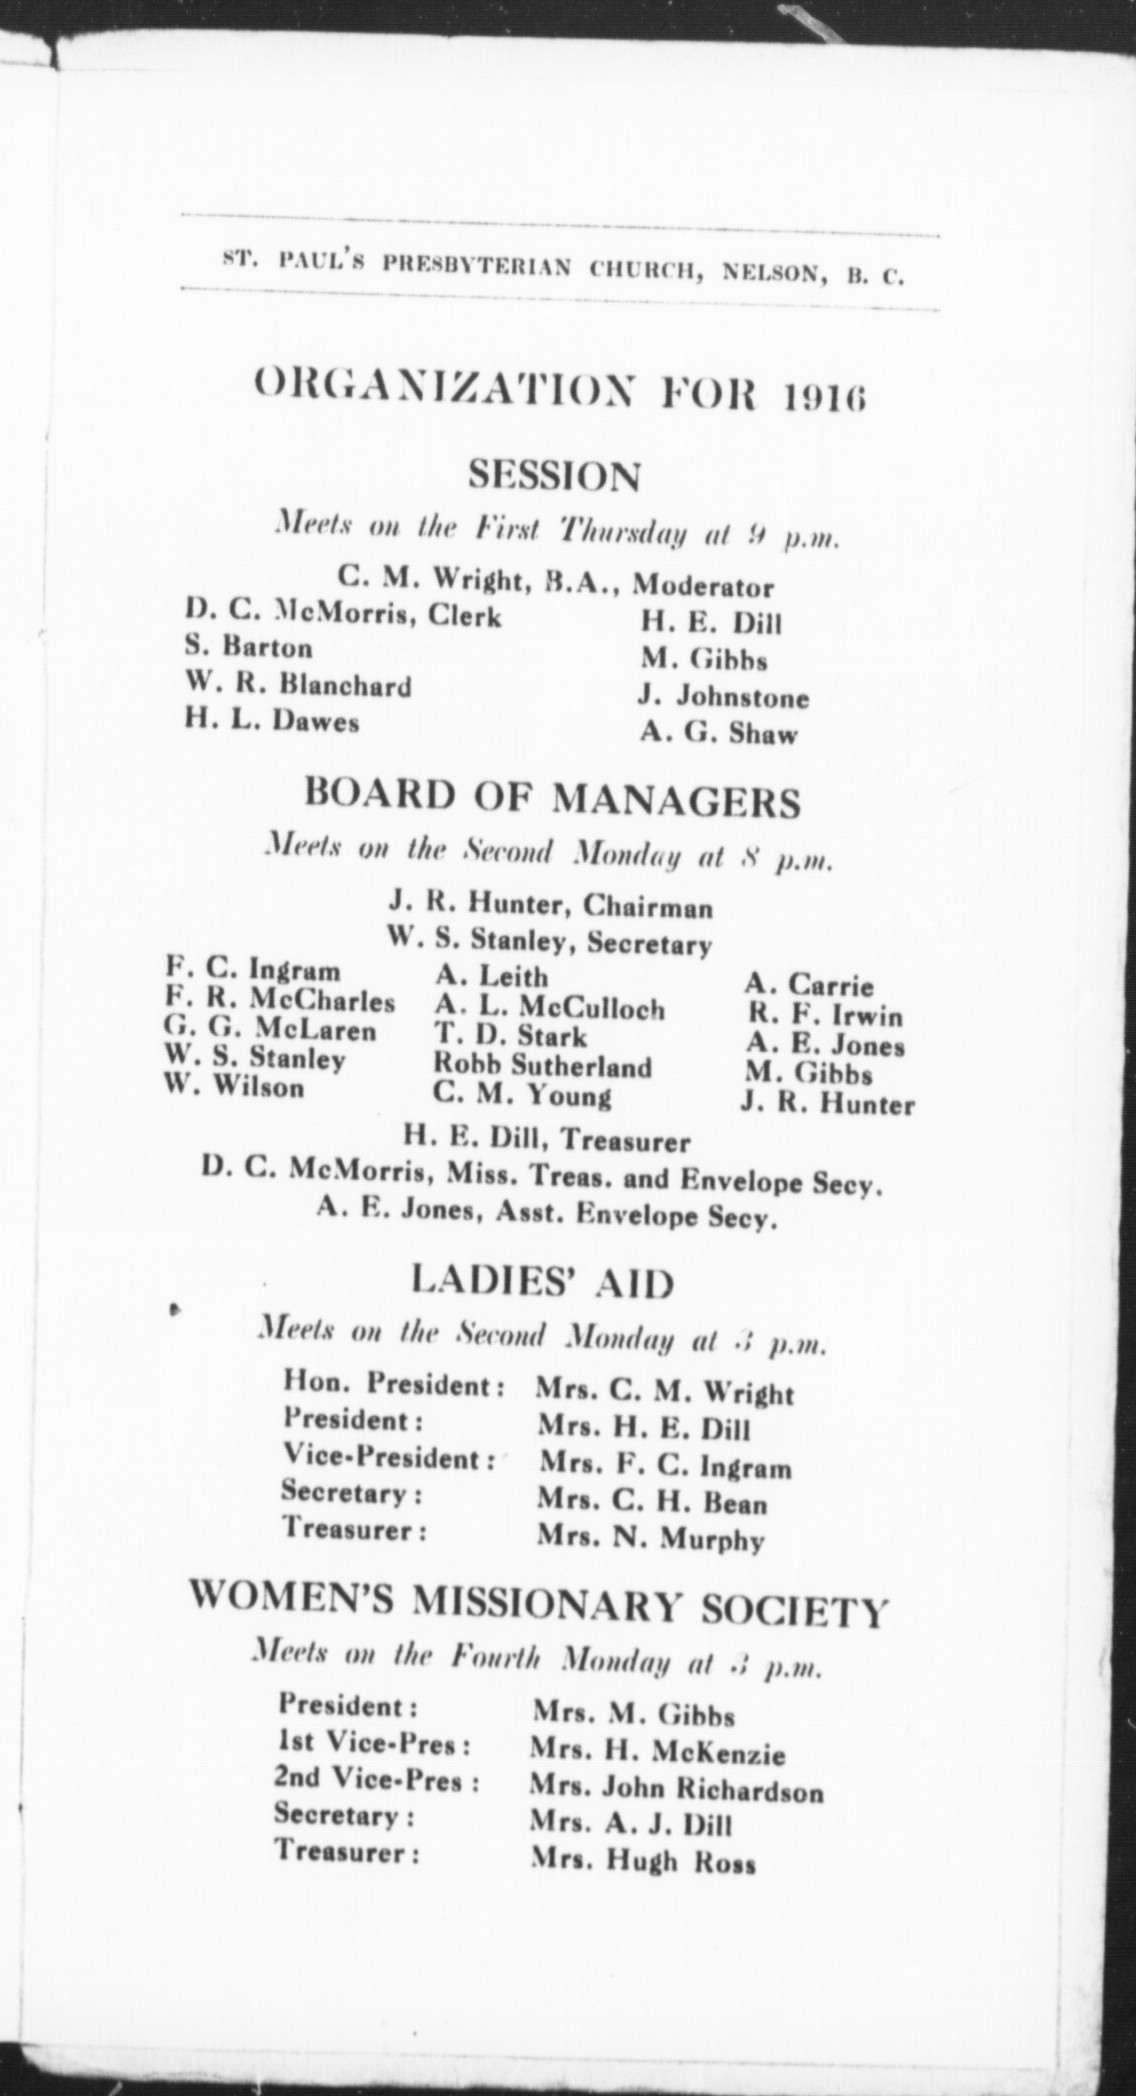 ST. PAUL'S PRESBYTERIAN CHURCH, NELSON, B. C.
ORGANIZATION FOR 1916
SESSION
Meets on the First Thursday at 9 p.m.
C. M. Wright, B.A., Moderator
D. C. McMorris, Clerk H. E. Dill
S. Barton M. Gibbs
W. R. Blanchard J. Johnstone
H. L. Dawes A. G. Shaw
BOARD OF MANAGERS
Meets on the Second Monday at 8 p.m.
J. R. Hunter, Chairman
W. S. Stanley, Secretary
F. C. Ingram A. Leith A. Carrie
F. R. McCharles A. L. McCulloch R. F. Irwin
G. G. McLaren T. D. Stark A. E. Jones
W. S. Stanley Robb Sutherland M. Gibbs
W. Wilson C. M. Young J. R. Hunter
H. E. Dill, Treasurer
D. C. McMorris, Miss. Treas. and Envelope Secy.
A. E. Jones, Asst. Envelope Secy.
LADIES' AID
Meets on the Second Monday at 3 p.m.
Hon. President: Mrs. C. M. Wright
President: Mrs. H. E. Dill
Vice-President: Mrs. F. C. Ingram
Secretary: Mrs. C. H. Bean
Treasurer: Mrs. N. Murphy
WOMEN'S MISSIONARY SOCIETY
Meets on the Fourth Monday at 3 p.m.
President: Mrs. M. Gibbs
1st Vice-Pres: Mrs. H. McKenzie
2nd Vice-Pres: Mrs. John Richardson
Secretary: Mrs. A. J. Dill
Treasurer: Mrs. Hugh Ross